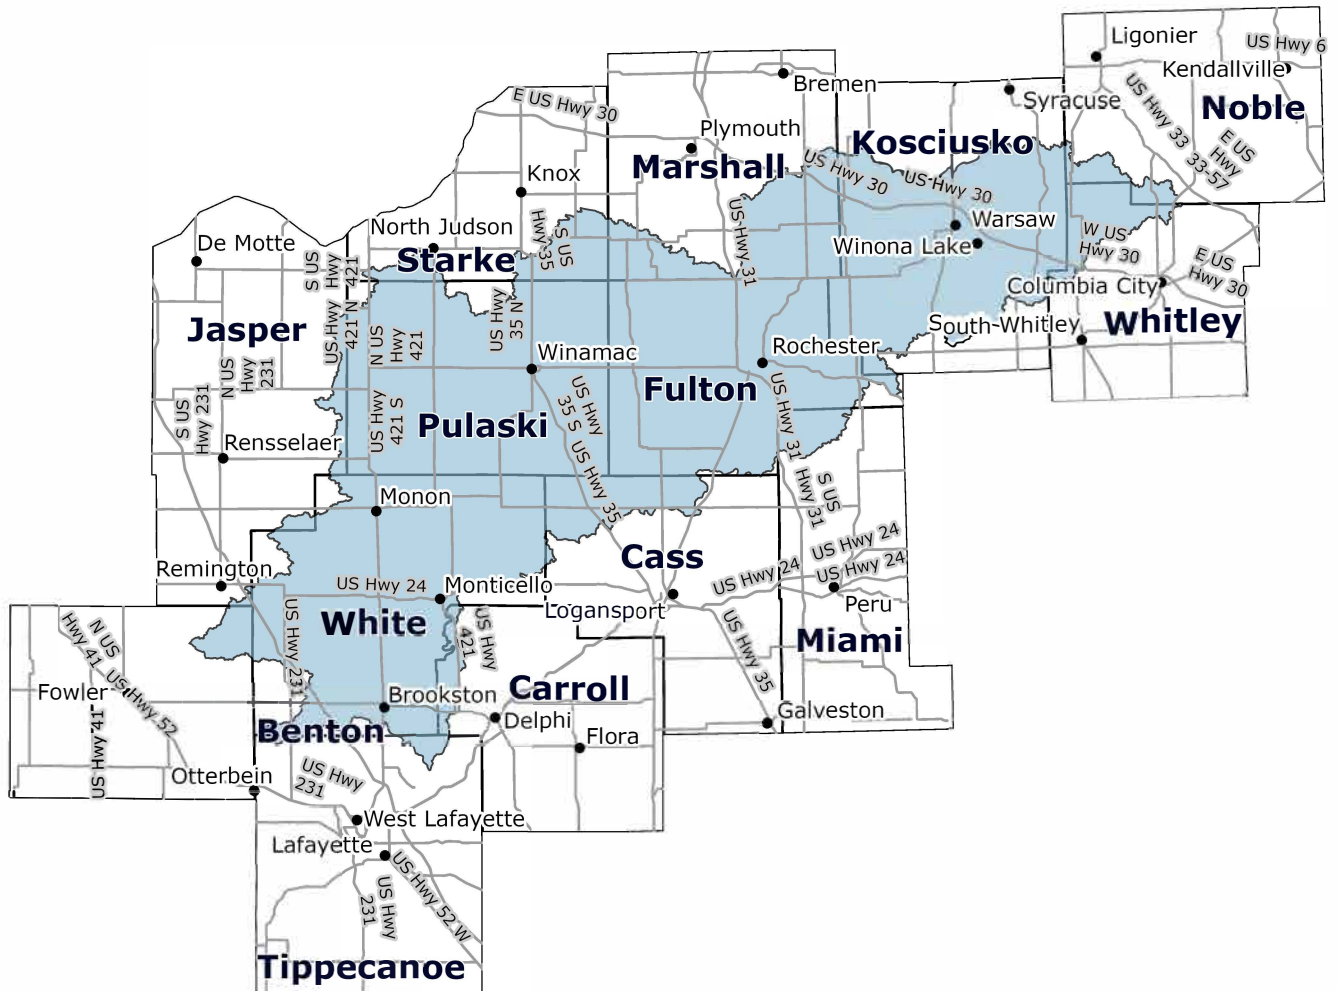 Ligonier
US Hwy 6
Kendallville
Noble
US Hwy 33
33-57
E US
Hwy
Bremen
Syracuse
E US Hwy 30
Plymouth
Kosciusko
Marshall
US Hwy 30
US Hwy 30
Knox
Warsaw
Winona Lake
W US
Hwy 30
E US
Hwy 30
Columbia City
South Whitley
Whitley
North Judson
De Motte
Starke
Hwy 35
S US
US Hwy 31
S US
Hwy
421
US Hwy
421 N
N US
Hwy
421
US Hwy
35 N
Jasper
N US
Hwy
231
S US
Hwy 231
Winamac
Rochester
Fulton
US Hwy
35 S
US Hwy 31
Pulaski
US Hwy
421 S
Rensselaer
US Hwy 35
Hwy 31
S US
Monon
Cass
US Hwy 24
US Hwy 24
US Hwy 24
Remington
US Hwy 24
Monticello
Logansport
Peru
White
US Hwy 231
US Hwy
421
US Hwy 35
Miami
N US
Hwy 41
US Hwy 52
Fowler
US Hwy 41
Brookston
Carroll
Delphi
Galveston
Benton
Flora
Otterbein
US Hwy
231
West Lafayette
Lafayette
US Hwy 52 W
US Hwy
231
Tippecanoe